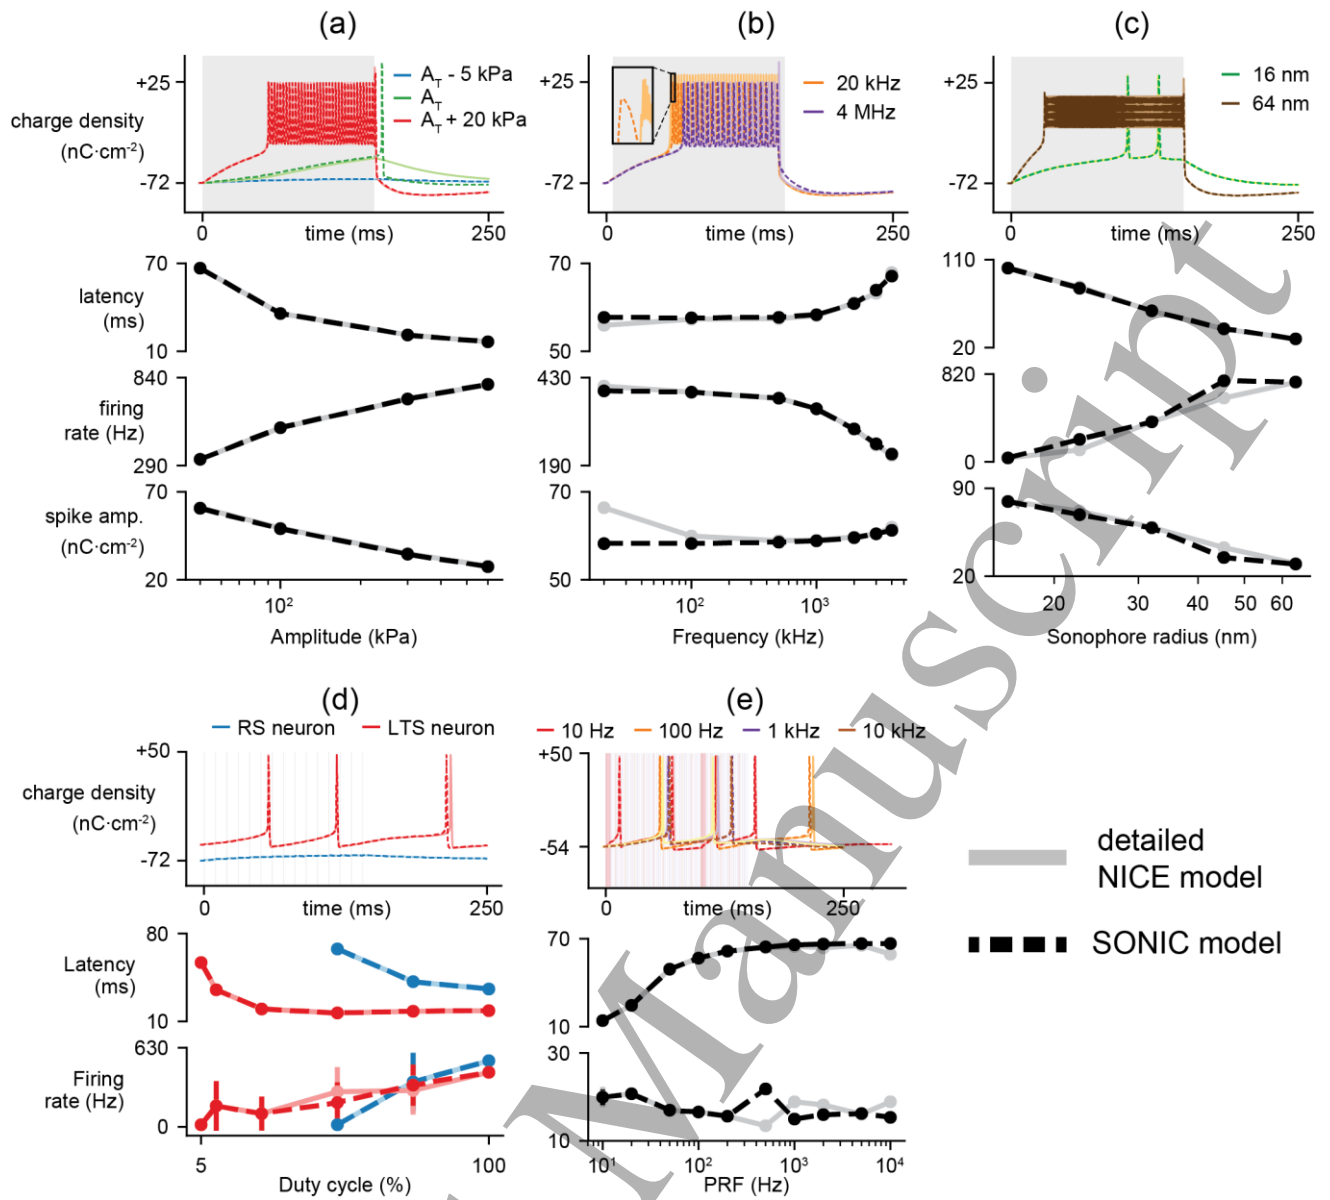 (a)
(b)
(c)
+25
charge density
(nC·cm-2)
-72
AT - 5 kPa
AT
AT + 20 kPa
0
time (ms)
250
+25
-72
20 kHz
4 MHz
0
time (ms)
250
+25
-72
16 nm
64 nm
0
time (ms)
250
latency
(ms)
70
10
70
50
110
20
firing
rate (Hz)
840
290
430
190
820
0
spike amp.
(nC·cm-2)
70
20
70
50
90
20
10²
Amplitude (kPa)
10²
10³
Frequency (kHz)
20
30
40
50
60
Sonophore radius (nm)
(d)
(e)
RS neuron
LTS neuron
10 Hz
100 Hz
1 kHz
10 kHz
+50
charge density
(nC·cm-2)
-72
0
time (ms)
250
+50
-54
0
time (ms)
250
detailed
NICE model
SONIC model
Latency
(ms)
80
10
70
10
Firing
rate (Hz)
630
0
30
10
5
100
Duty cycle (%)
10¹
10²
10³
10⁴
PRF (Hz)
Manuscript